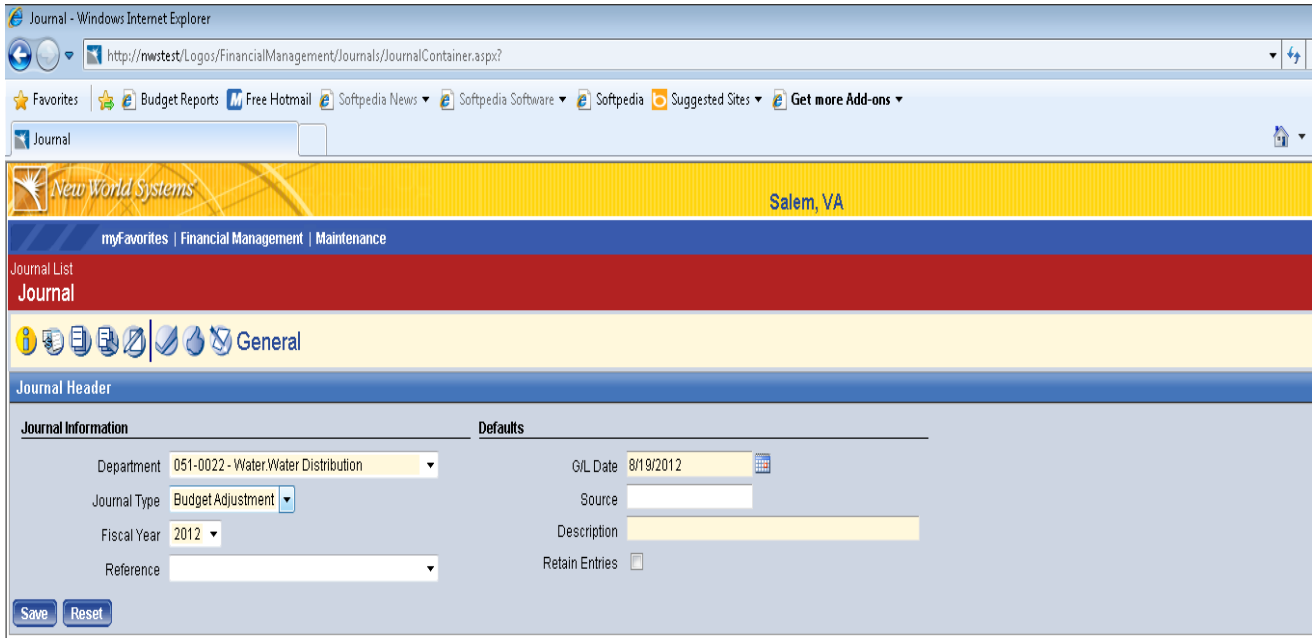 Journal - Windows Internet Explorer
http://nwstest/Logos/FinancialManagement/Journals/JournalContainer.aspx?
Favorites Budget Reports Free Hotmail Softpedia News Softpedia Software Softpedia Suggested Sites Get more Add-ons
Journal
New World Systems
Salem, VA
myFavorites | Financial Management | Maintenance
Journal List
Journal
General
Journal Header
Journal Information Defaults
Department 051-0022 - Water.Water Distribution G/L Date 8/19/2012
Journal Type Budget Adjustment Source
Fiscal Year 2012 Description
Reference Retain Entries
Save Reset